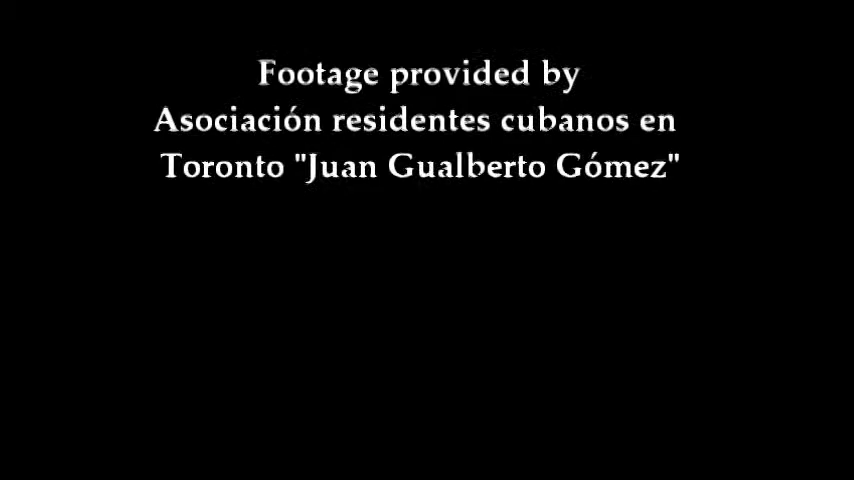 Footage provided by
Asociación residentes cubanos en
Toronto "Juan Gualberto Gómez"